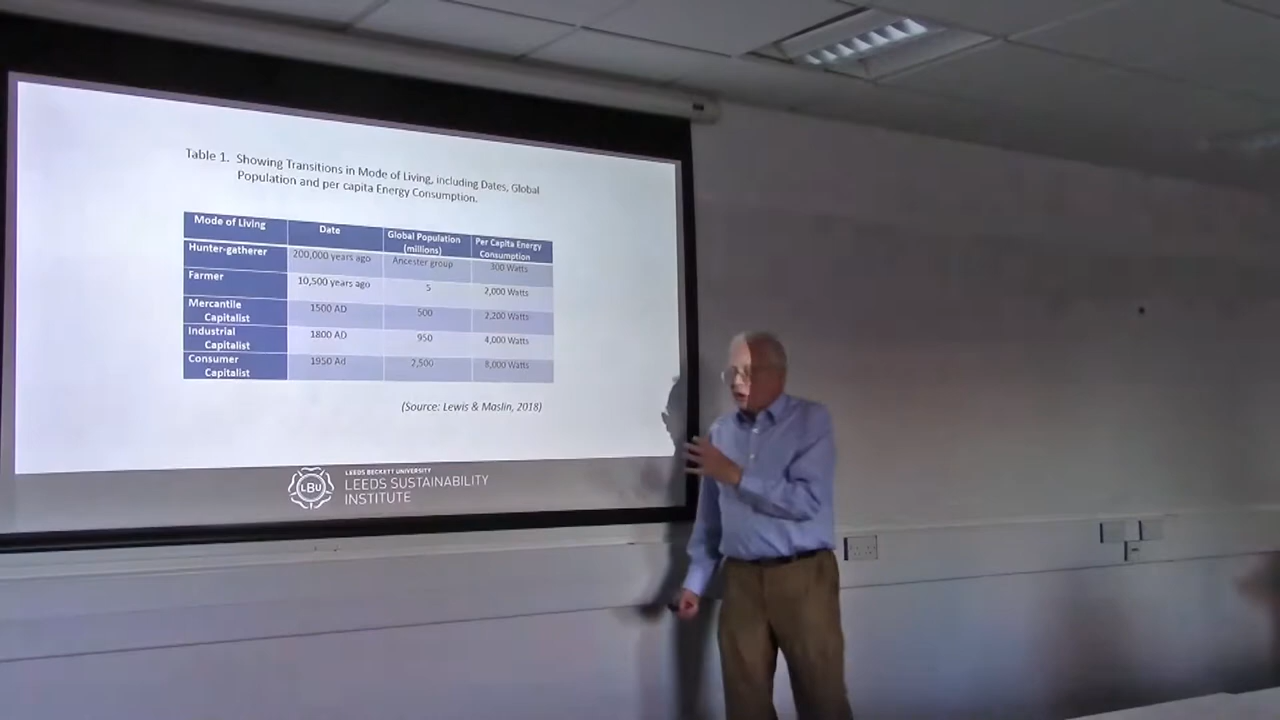 Table 1. Showing Transitions in Mode of Living, including Dates, Global
Population and per capita Energy Consumption.
Mode of Living Date Global Population (millions) Per Capita Energy Consumption
Hunter-gatherer 200,000 years ago Ancester group 300 Watts
Farmer 10,500 years ago 5 2,000 Watts
Mercantile Capitalist 1500 AD 500 2,200 Watts
Industrial Capitalist 1800 AD 950 4,000 Watts
Consumer Capitalist 1950 Ad 2,500 8,000 Watts
(Source: Lewis & Maslin, 2018)
LBU
LEEDS BECKETT UNIVERSITY
LEEDS SUSTAINABILITY
INSTITUTE